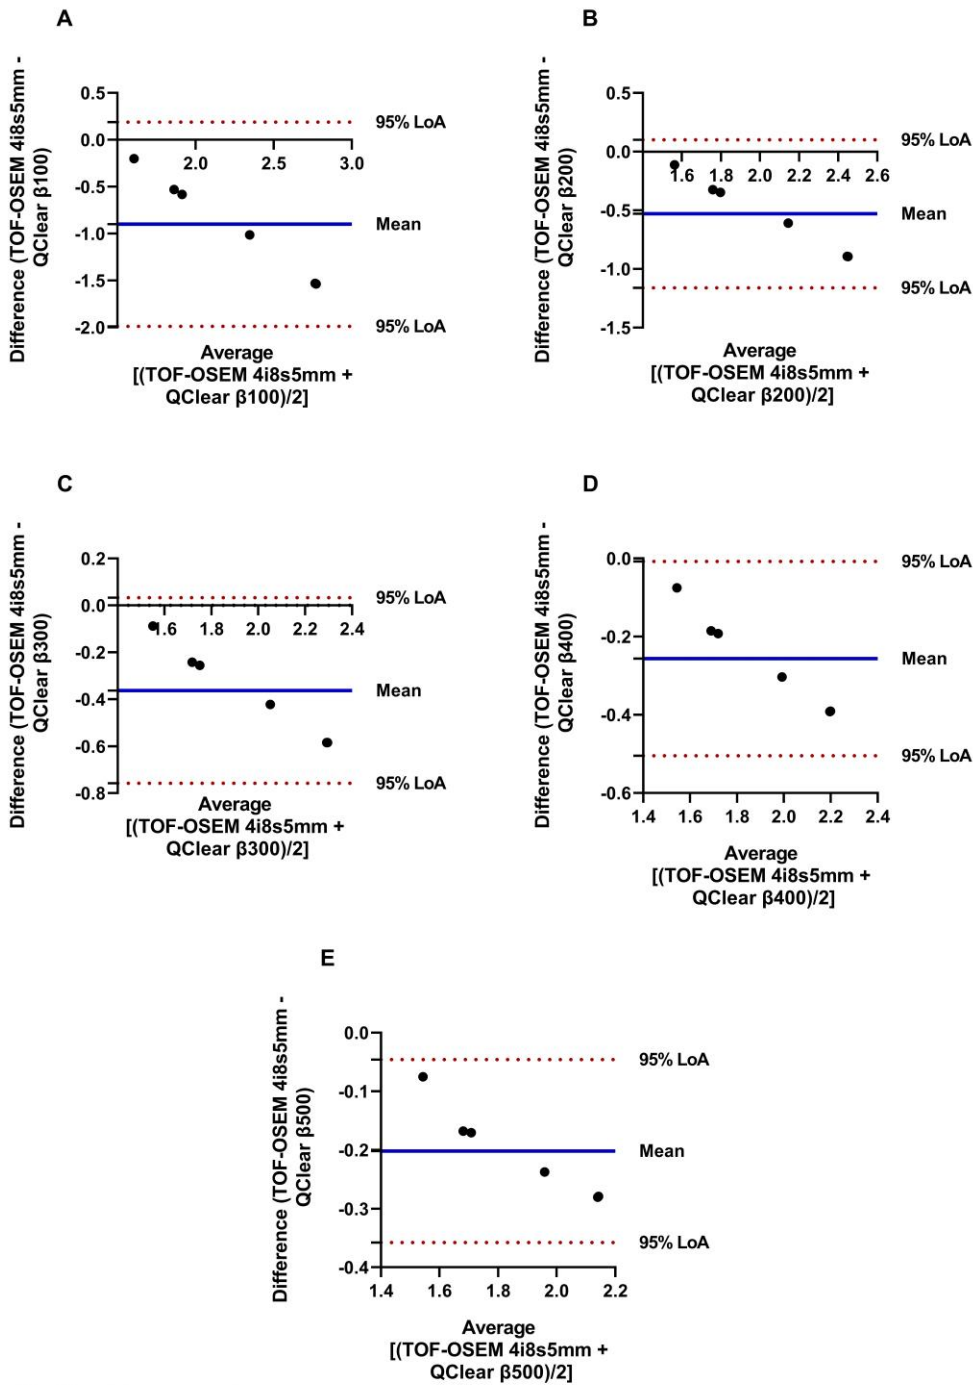 A
Difference (TOF-OSEM 4i8s5mm -
QClear β100)
0.5
0.0
-0.5
-1.0
-1.5
-2.0
2.0
2.5
3.0
95% LoA
Mean
95% LoA
Average
[(TOF-OSEM 4i8s5mm +
QClear β100)/2]
B
Difference (TOF-OSEM 4i8s5mm -
QClear β200)
0.5
0.0
-0.5
-1.0
-1.5
1.6
1.8
2.0
2.2
2.4
2.6
95% LoA
Mean
95% LoA
Average
[(TOF-OSEM 4i8s5mm +
QClear β200)/2]
C
Difference (TOF-OSEM 4i8s5mm -
QClear β300)
0.2
0.0
-0.2
-0.4
-0.6
-0.8
1.6
1.8
2.0
2.2
2.4
95% LoA
Mean
95% LoA
Average
[(TOF-OSEM 4i8s5mm +
QClear β300)/2]
D
Difference (TOF-OSEM 4i8s5mm -
QClear β400)
0.0
-0.2
-0.4
-0.6
1.4
1.6
1.8
2.0
2.2
2.4
95% LoA
Mean
95% LoA
Average
[(TOF-OSEM 4i8s5mm +
QClear β400)/2]
E
Difference (TOF-OSEM 4i8s5mm -
QClear β500)
0.0
-0.1
-0.2
-0.3
-0.4
1.4
1.6
1.8
2.0
2.2
95% LoA
Mean
95% LoA
Average
[(TOF-OSEM 4i8s5mm +
QClear β500)/2]